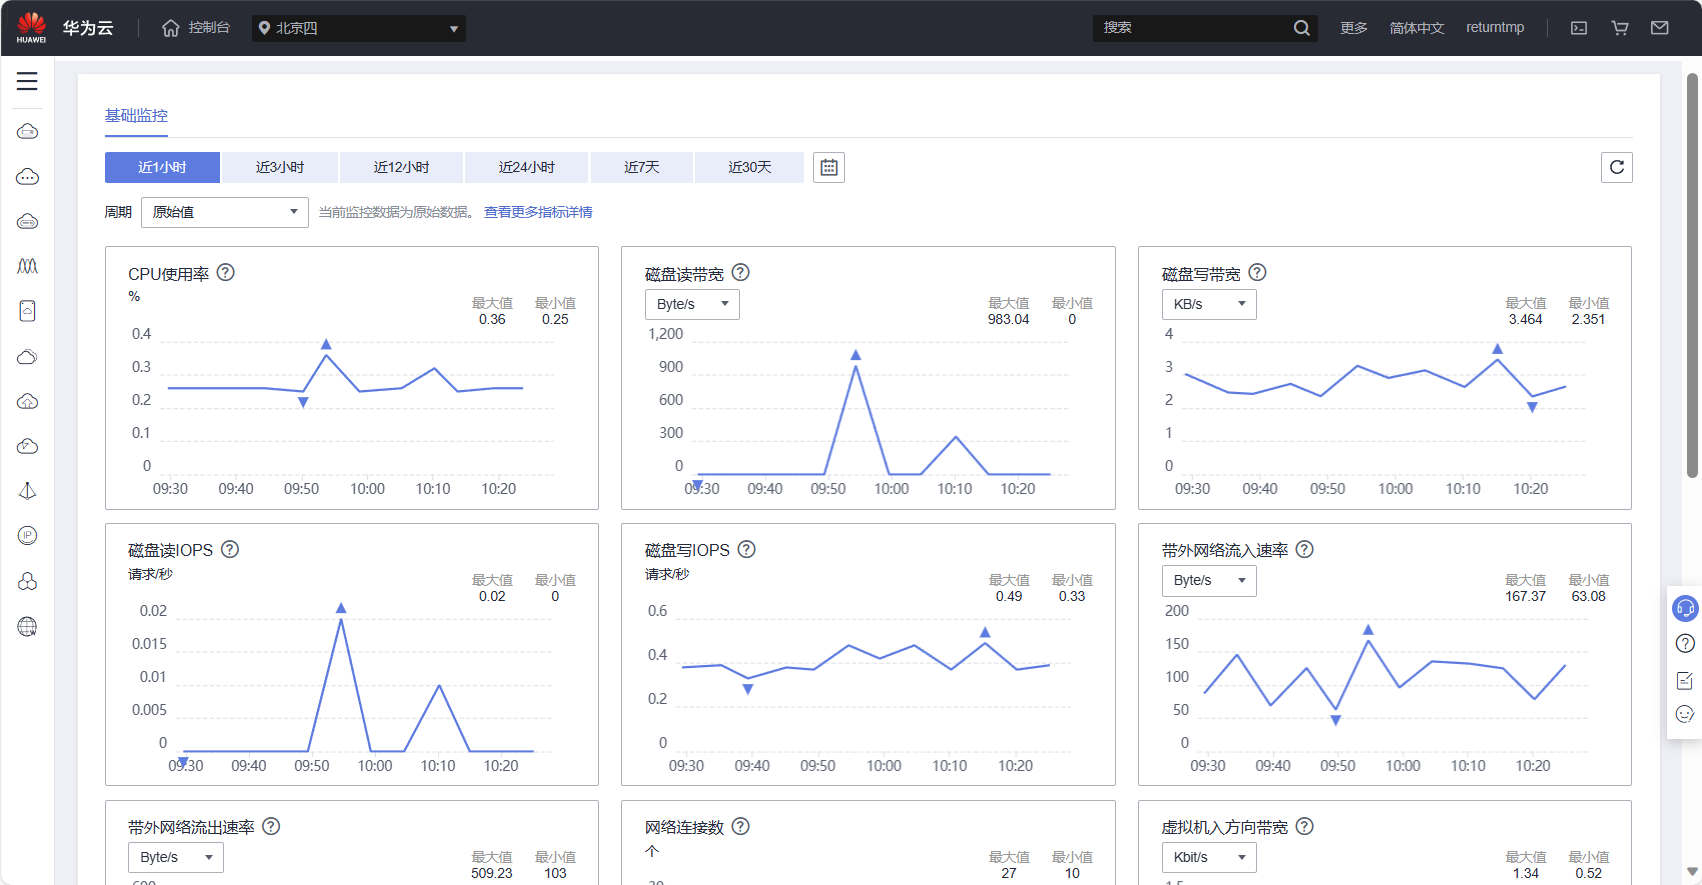 HUAWEI
华为云
控制台
北京四
搜索
更多
简体中文
returntmp
基础监控
近1小时
近3小时
近12小时
近24小时
近7天
近30天
周期
原始值
当前监控数据为原始数据。
查看更多指标详情
CPU使用率 ?
%
最大值 最小值
0.36 0.25
0.4
0.3
0.2
0.1
0
09:30 09:40 09:50 10:00 10:10 10:20
磁盘读带宽 ?
Byte/s
最大值 最小值
983.04 0
1,200
900
600
300
0
09:30 09:40 09:50 10:00 10:10 10:20
磁盘写带宽 ?
KB/s
最大值 最小值
3.464 2.351
4
3
2
1
0
09:30 09:40 09:50 10:00 10:10 10:20
磁盘读IOPS ?
请求/秒
最大值 最小值
0.02 0
0.02
0.015
0.01
0.005
0
09:30 09:40 09:50 10:00 10:10 10:20
磁盘写IOPS ?
请求/秒
最大值 最小值
0.49 0.33
0.6
0.4
0.2
0
09:30 09:40 09:50 10:00 10:10 10:20
带外网络流入速率 ?
Byte/s
最大值 最小值
167.37 63.08
200
150
100
50
0
09:30 09:40 09:50 10:00 10:10 10:20
带外网络流出速率 ?
Byte/s
最大值 最小值
509.23 103
网络连接数 ?
个
最大值 最小值
27 10
虚拟机入方向带宽 ?
Kbit/s
最大值 最小值
1.34 0.52
IP